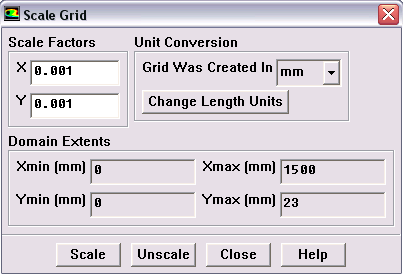 Scale Grid
Scale Factors
Unit Conversion
X 0.001
Grid Was Created In mm
Y 0.001
Change Length Units
Domain Extents
Xmin (mm) 0 Xmax (mm) 1500
Ymin (mm) 0 Ymax (mm) 23
Scale Unscale Close Help